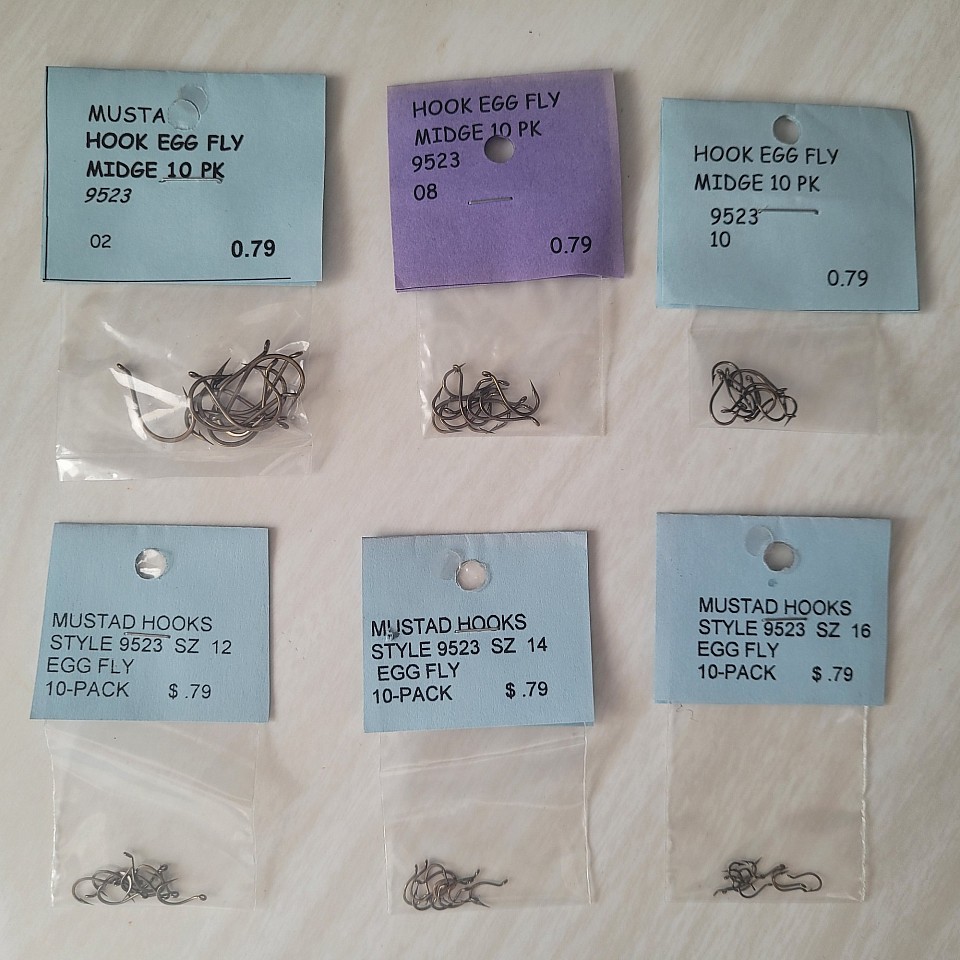 MUSTA
HOOK EGG FLY
MIDGE 10 PK
9523
02
0.79
HOOK EGG FLY
MIDGE 10 PK
9523
08
0.79
HOOK EGG FLY
MIDGE 10 PK
9523
10
0.79
MUSTAD HOOKS
STYLE 9523 SZ 12
EGG FLY
10-PACK $ .79
MUSTAD HOOKS
STYLE 9523 SZ 14
EGG FLY
10-PACK $ .79
MUSTAD HOOKS
STYLE 9523 SZ 16
EGG FLY
10-PACK $ .79